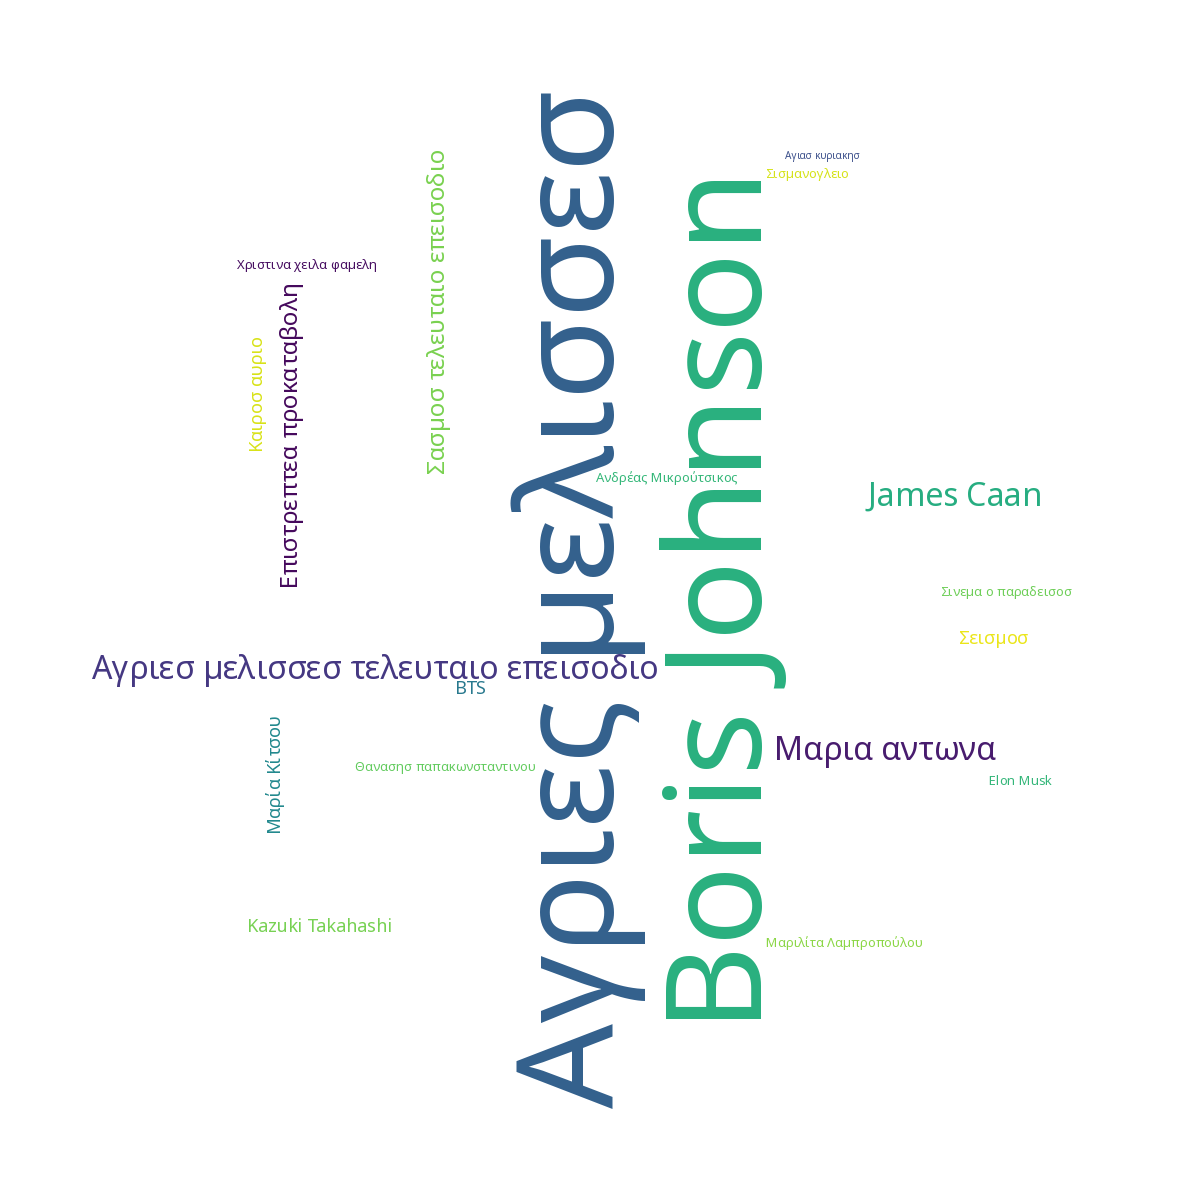 Αγιασ κυριακησ
Σισμανογλειο
Αγριες μελισσεσ
Boris Johnson
Σασμοσ τελευταιο επεισοδιο
Χριστινα χειλα φαμελη
Επιστρεπτεα προκαταβολη
Καιροσ αυριο
Ανδρέας Μικρούτσικος
James Caan
Σινεμα ο παραδεισοσ
Σεισμοσ
Αγριεσ μελισσεσ τελευταιο επεισοδιο
BTS
Μαρία Κίτσου
Μαρια αντωνα
Θανασησ παπακωνσταντινου
Elon Musk
Kazuki Takahashi
Μαριλίτα Λαμπροπούλου